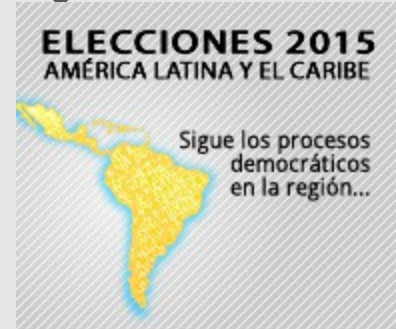 ELECCIONES 2015
AMÉRICA LATINA Y EL CARIBE
Sigue los procesos
democráticos
en la región...